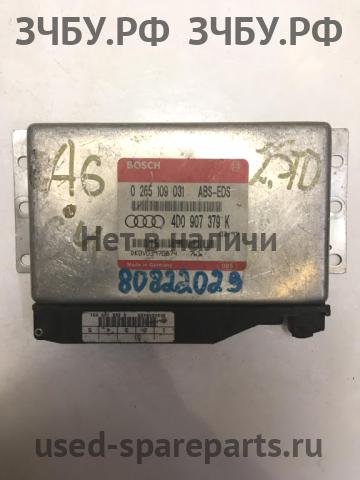 ЗЧБУ.РФ ЗЧБУ.РФ
A6
2.7D
BOSCH
0 265 109 031 ABS-EDS
4D0 907 379 K
Нет в наличи
Made in Germany
80822029
used-spareparts.ru